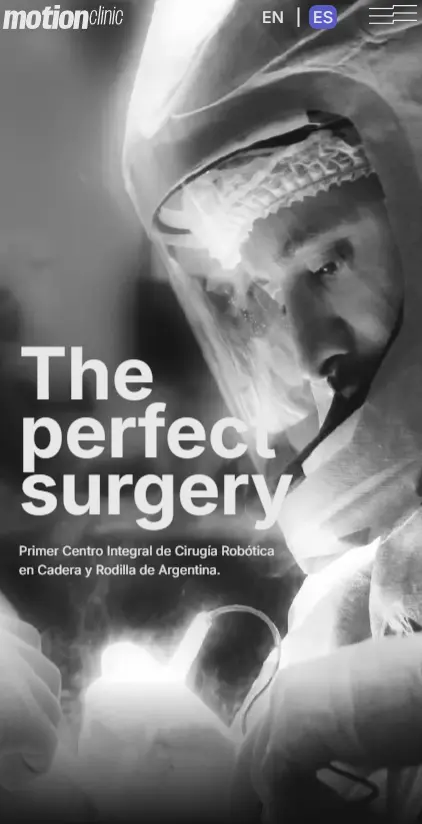 motionclinic
EN | ES
The
perfect
surgery
Primer Centro Integral de Cirugía Robótica
en Cadera y Rodilla de Argentina.